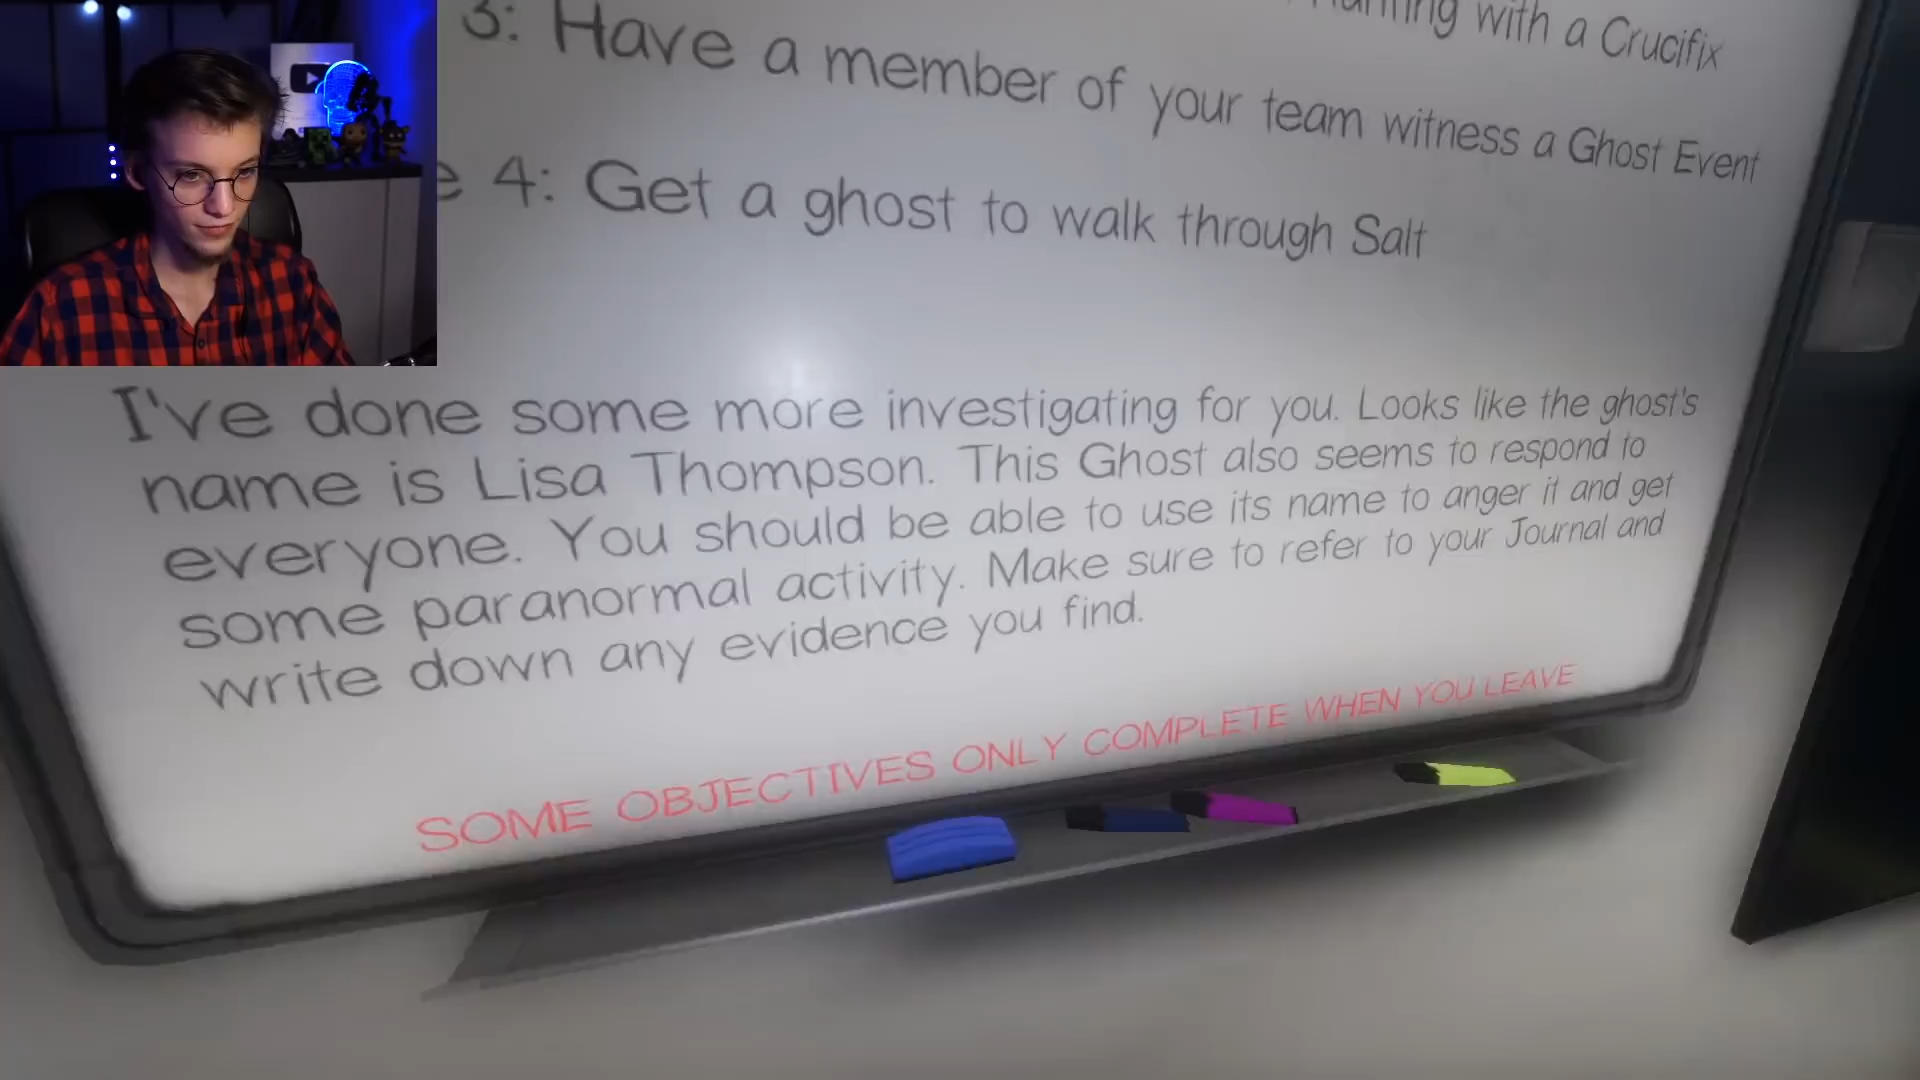 with a Crucifix
3: Have a member of your team witness a Ghost Event
4: Get a ghost to walk through Salt
I've done some more investigating for you. Looks like the ghost's
name is Lisa Thompson. This Ghost also seems to respond to
everyone. You should be able to use its name to anger it and get
some paranormal activity. Make sure to refer to your Journal and
write down any evidence you find.
SOME OBJECTIVES ONLY COMPLETE WHEN YOU LEAVE